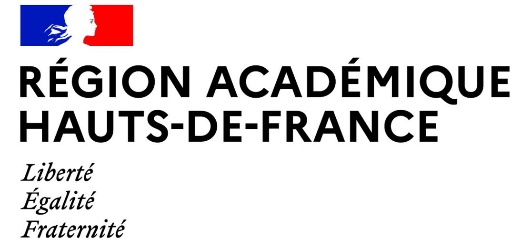 RÉGION ACADÉMIQUE
HAUTS-DE-FRANCE
Liberté
Égalité
Fraternité